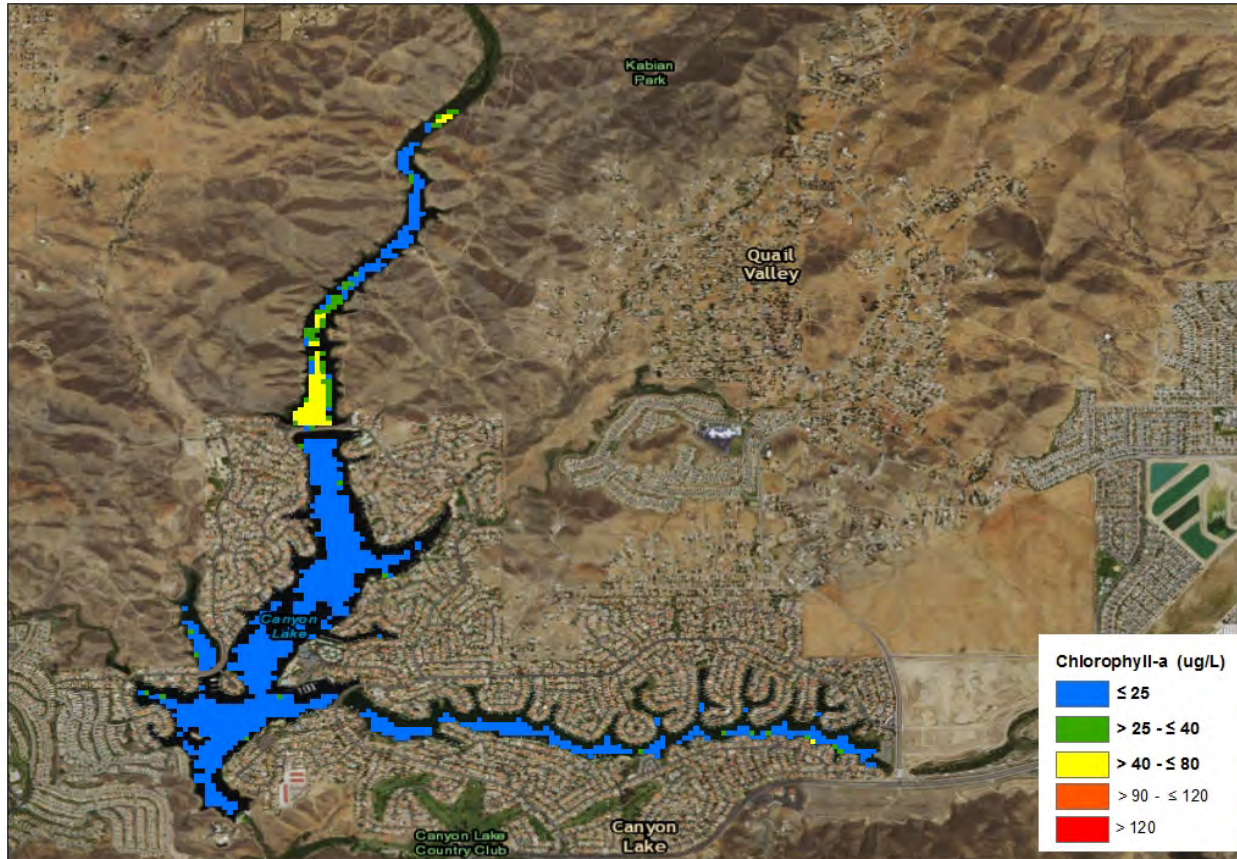 Kabian
Park
Quail
Valley
Canyon
Lake
Chlorophyll-a (ug/L)
≤ 25
> 25 - ≤ 40
> 40 - ≤ 80
> 90 - ≤ 120
> 120
Canyon Lake
Country Club
Canyon
Lake